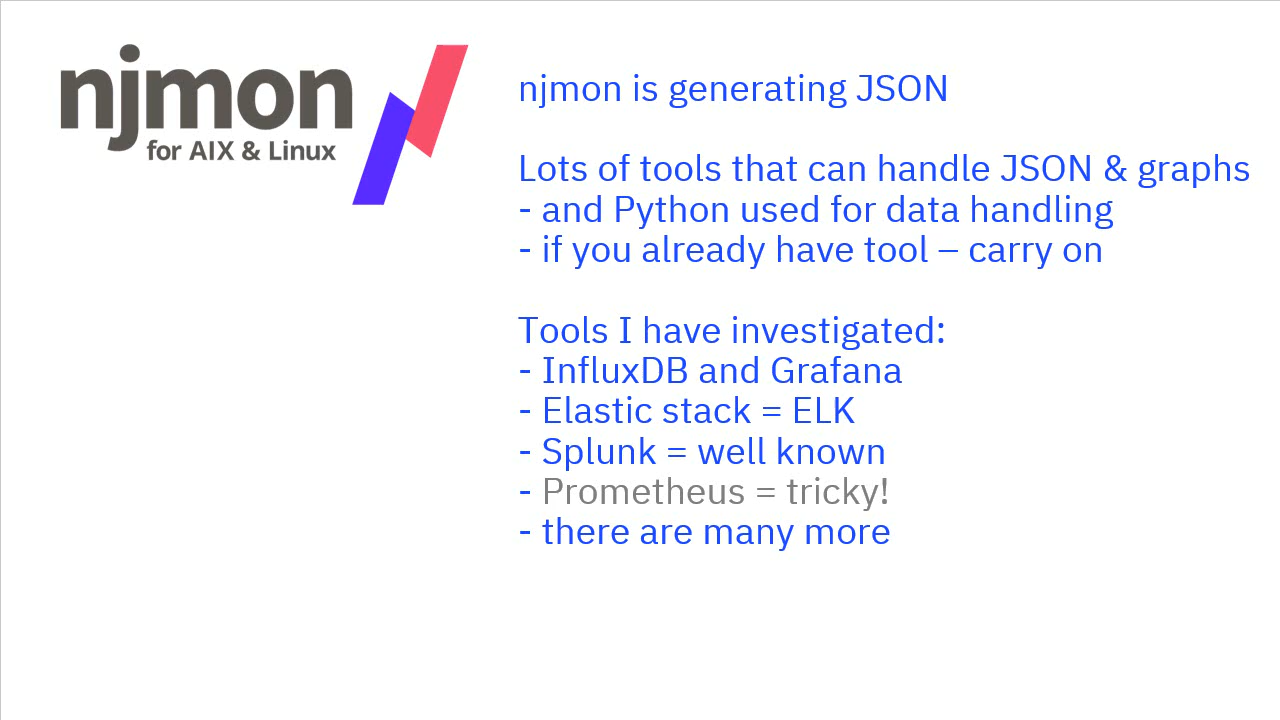 njmon
for AIX & Linux
njmon is generating JSON
Lots of tools that can handle JSON & graphs
- and Python used for data handling
- if you already have tool – carry on
Tools I have investigated:
- InfluxDB and Grafana
- Elastic stack = ELK
- Splunk = well known
- Prometheus = tricky!
- there are many more